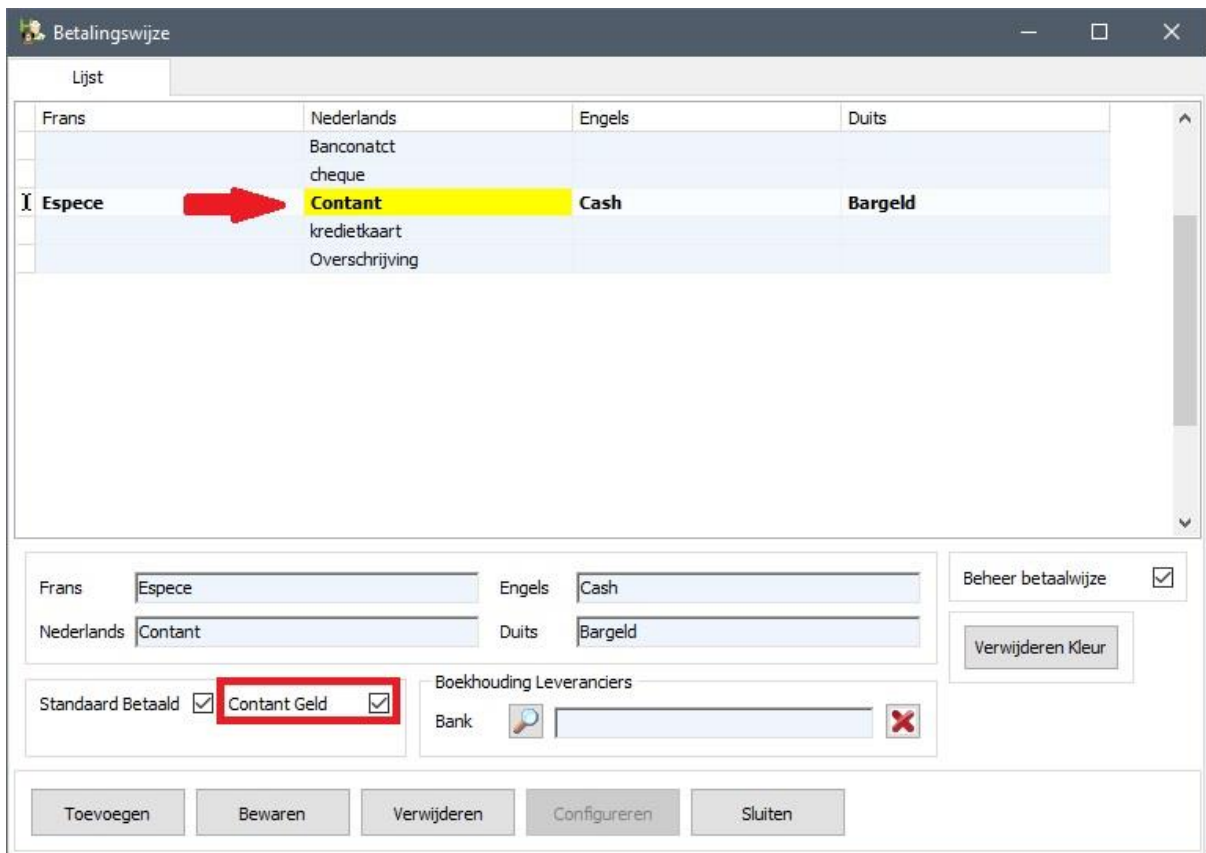 Betalingswijze
Lijst
Frans Nederlands Engels Duits
Banconatct
cheque
Espece Contant Cash Bargeld
kredietkaart
Overschrijving
Frans Espece Engels Cash
Nederlands Contant Duits Bargeld
Beheer betaalwijze
Verwijderen Kleur
Standaard Betaald Contant Geld
Boekhouding Leveranciers
Bank
Toevoegen Bewaren Verwijderen Configureren Sluiten